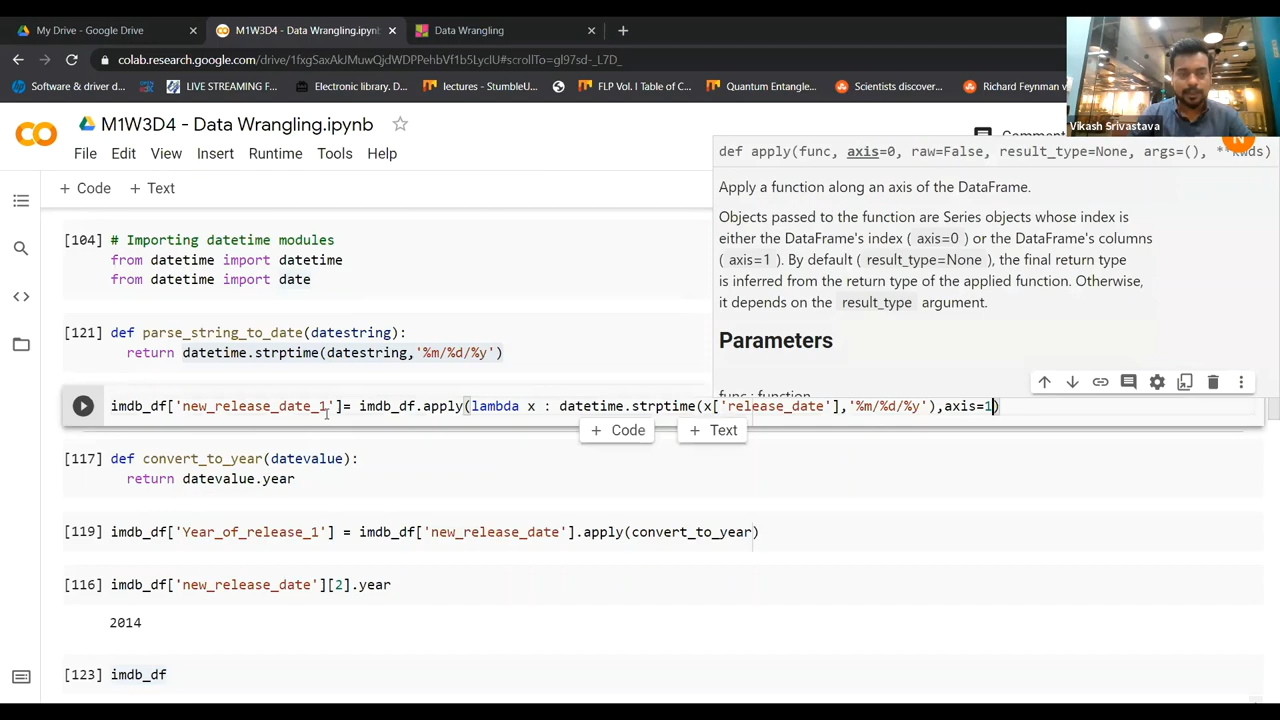 My Drive - Google Drive
M1W3D4 - Data Wrangling.ipynb
Data Wrangling
colab.research.google.com/drive/1fxgSaxAkJMuwQjdWDPPehbVf1b5LycIU#scrollTo=gl97sd-_L7D_
Software & driver d...
LIVE STREAMING F...
Electronic library. D...
lectures - StumbleU...
FLP Vol. I Table of C...
Quantum Entangle...
Scientists discover...
Richard Feynman v
Vikash Srivastava
M1W3D4 - Data Wrangling.ipynb
File Edit View Insert Runtime Tools Help
Comment
+ Code + Text
def apply(func, axis=0, raw=False, result_type=None, args=(), **kwds)
Apply a function along an axis of the DataFrame.
Objects passed to the function are Series objects whose index is
either the DataFrame's index ( axis=0 ) or the DataFrame's columns
( axis=1 ). By default ( result_type=None ), the final return type
is inferred from the return type of the applied function. Otherwise,
it depends on the result_type argument.
Parameters
func : function
[104] # Importing datetime modules
from datetime import datetime
from datetime import date
[121] def parse_string_to_date(datestring):
return datetime.strptime(datestring,'%m/%d/%y')
imdb_df['new_release_date_1']= imdb_df.apply(lambda x : datetime.strptime(x['release_date'],'%m/%d/%y'),axis=1)
+ Code + Text
[117] def convert_to_year(datevalue):
return datevalue.year
[119] imdb_df['Year_of_release_1'] = imdb_df['new_release_date'].apply(convert_to_year)
[116] imdb_df['new_release_date'][2].year
2014
[123] imdb_df